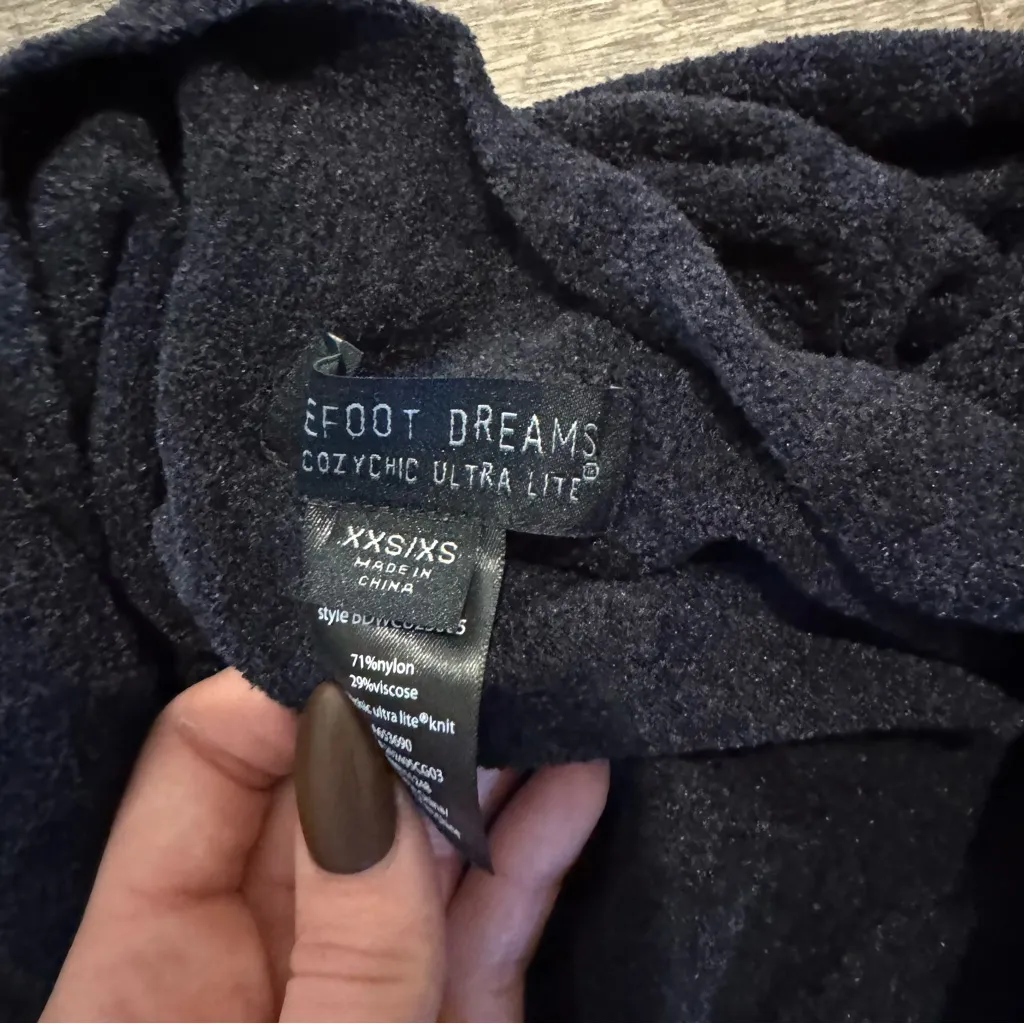 EFOOT DREAMS
COZYCHIC ULTRA LITE®
XXS/XS
MADE IN
CHINA
style
71%nylon
29%viscose
ultra lite®knit